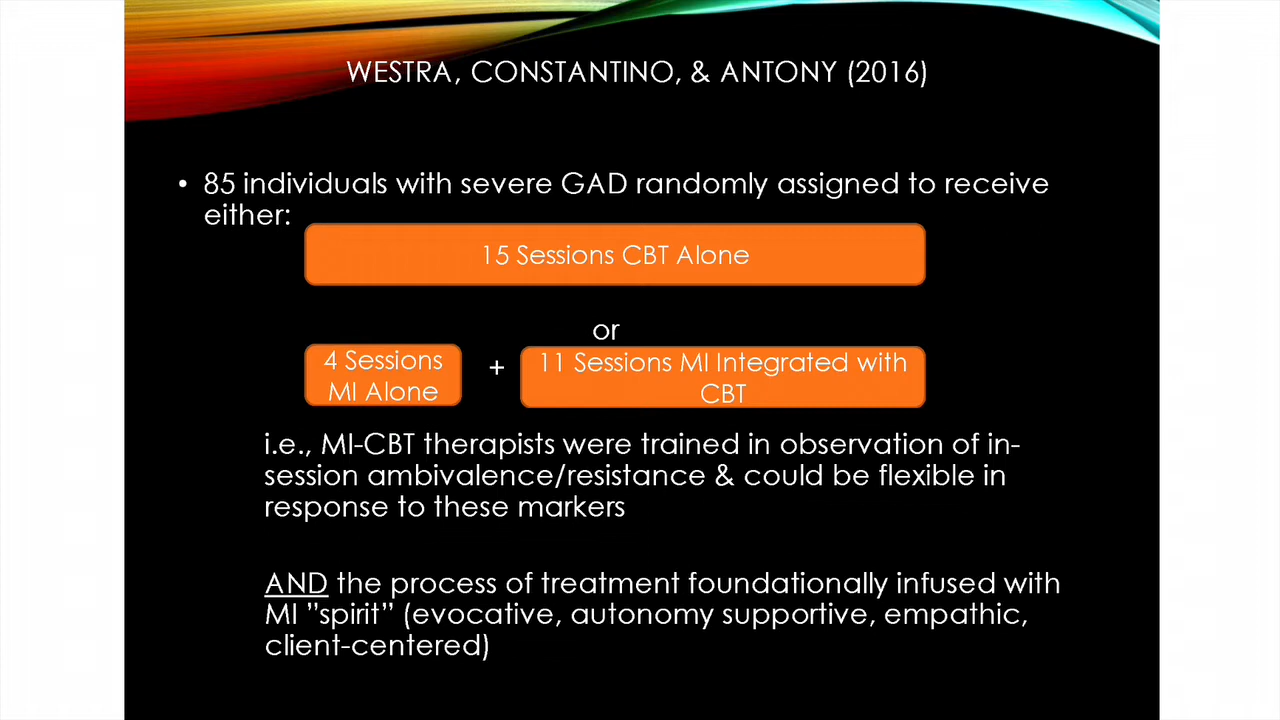 WESTRA, CONSTANTINO, & ANTONY (2016)
• 85 individuals with severe GAD randomly assigned to receive
either:
15 Sessions CBT Alone
or
4 Sessions
MI Alone
+
11 Sessions MI Integrated with
CBT
i.e., MI-CBT therapists were trained in observation of in-
session ambivalence/resistance & could be flexible in
response to these markers
AND the process of treatment foundationally infused with
MI ”spirit” (evocative, autonomy supportive, empathic,
client-centered)